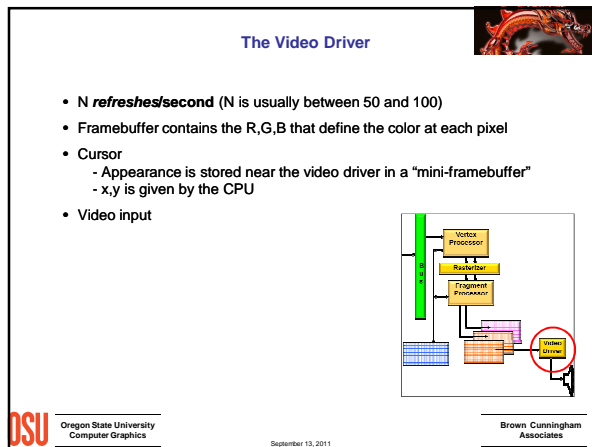 The Video Driver
• N refreshes/second (N is usually between 50 and 100)
• Framebuffer contains the R,G,B that define the color at each pixel
• Cursor
- Appearance is stored near the video driver in a “mini-framebuffer”
- x,y is given by the CPU
• Video input
B
u
s
Vertex
Processor
Rasterizer
Fragment
Processor
Video
Driver
OSU
Oregon State University
Computer Graphics
September 13, 2011
Brown Cunningham
Associates